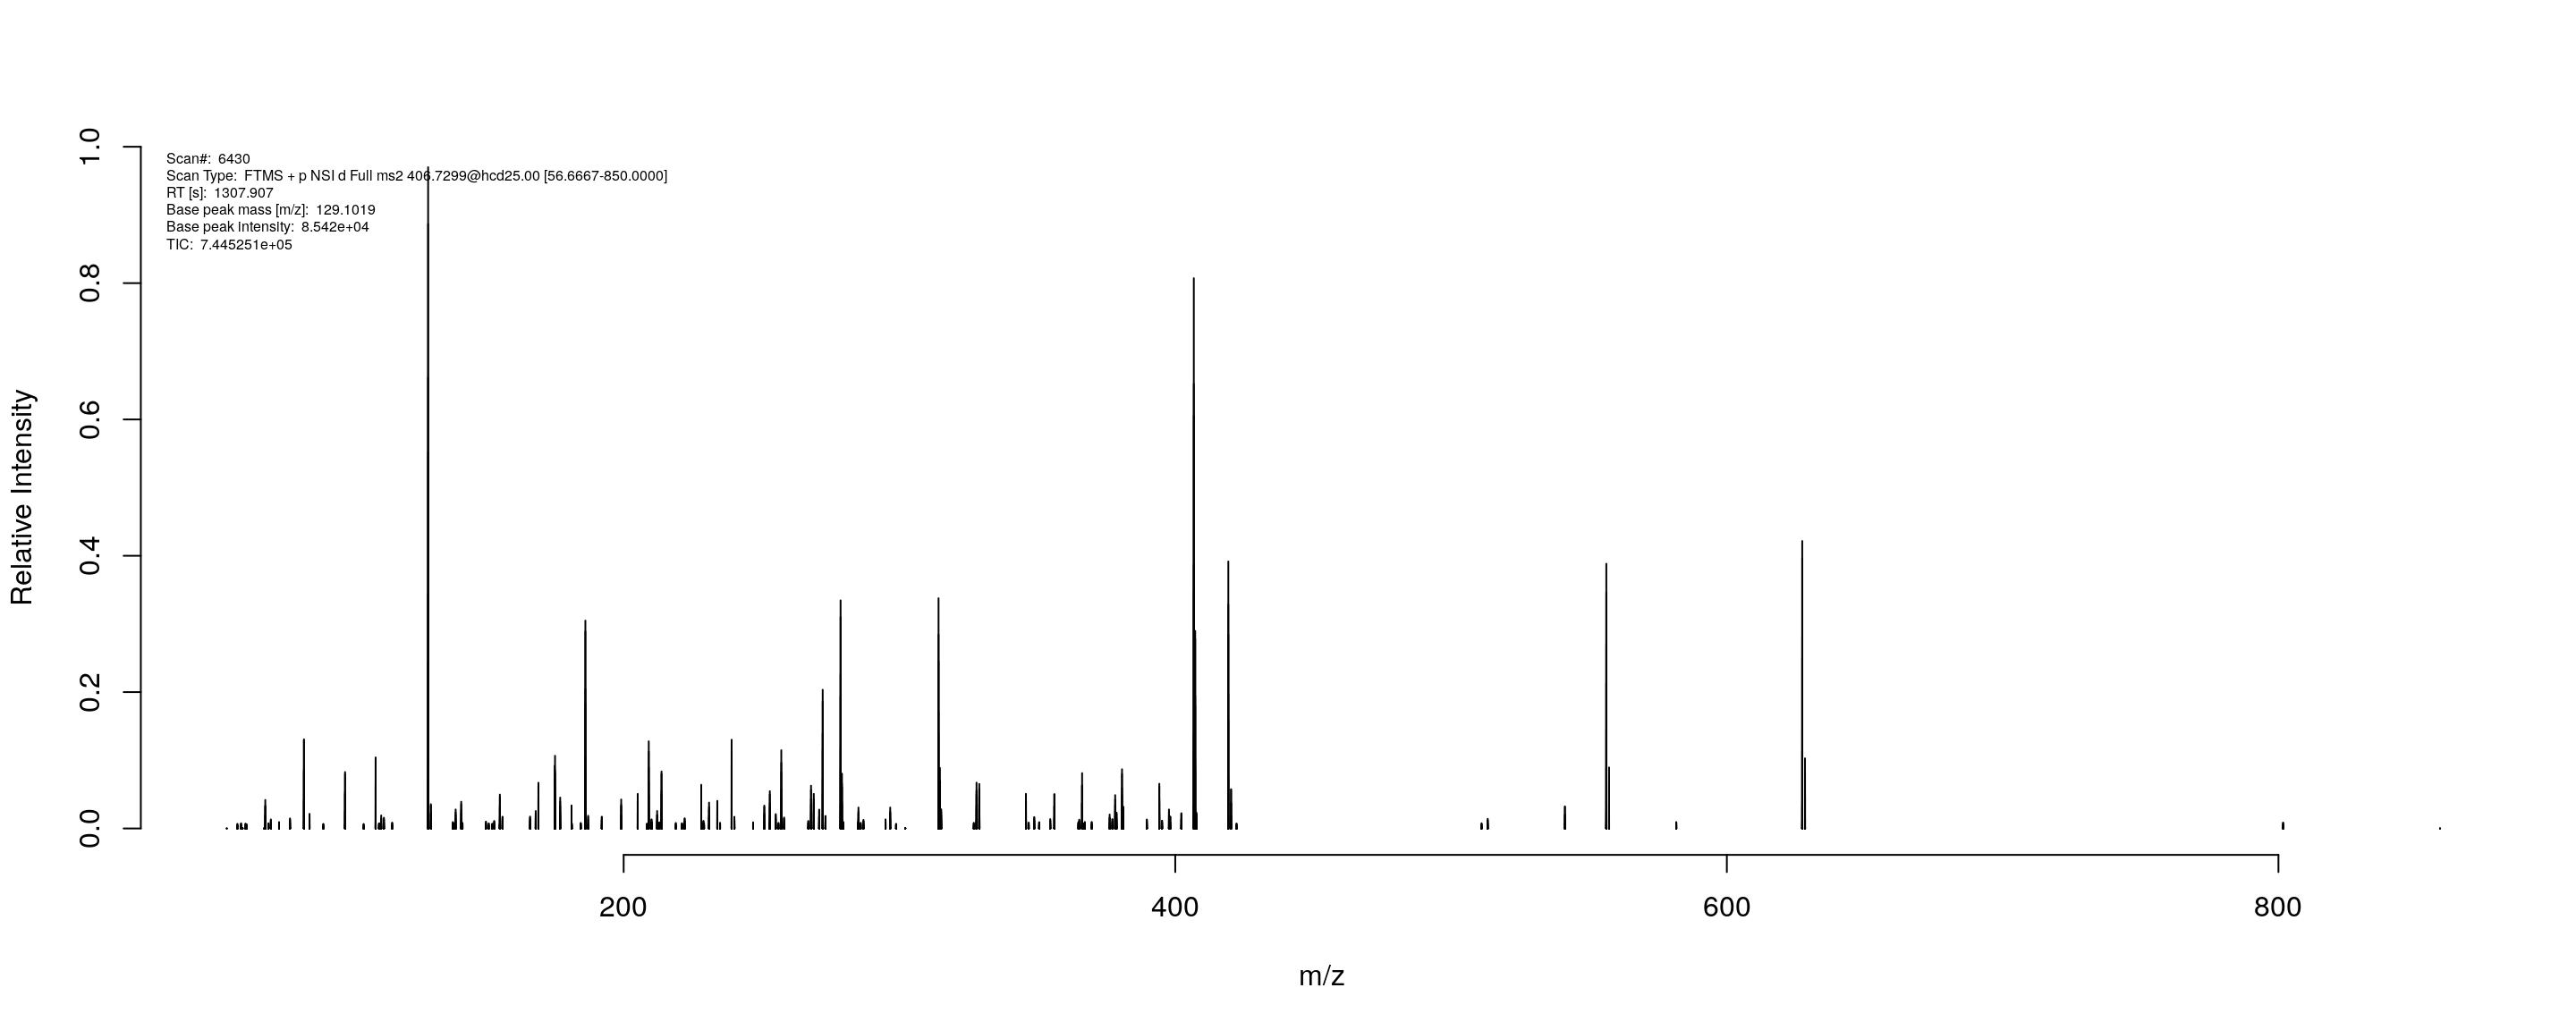 Scan#: 6430
Scan Type: FTMS + p NSI d Full ms2 406.7299@hcd25.00 [56.6667-850.0000]
RT [s]: 1307.907
Base peak mass [m/z]: 129.1019
Base peak intensity: 8.542e+04
TIC: 7.445251e+05
Relative Intensity
1.0
0.8
0.6
0.4
0.2
0.0
200 400 600 800
m/z